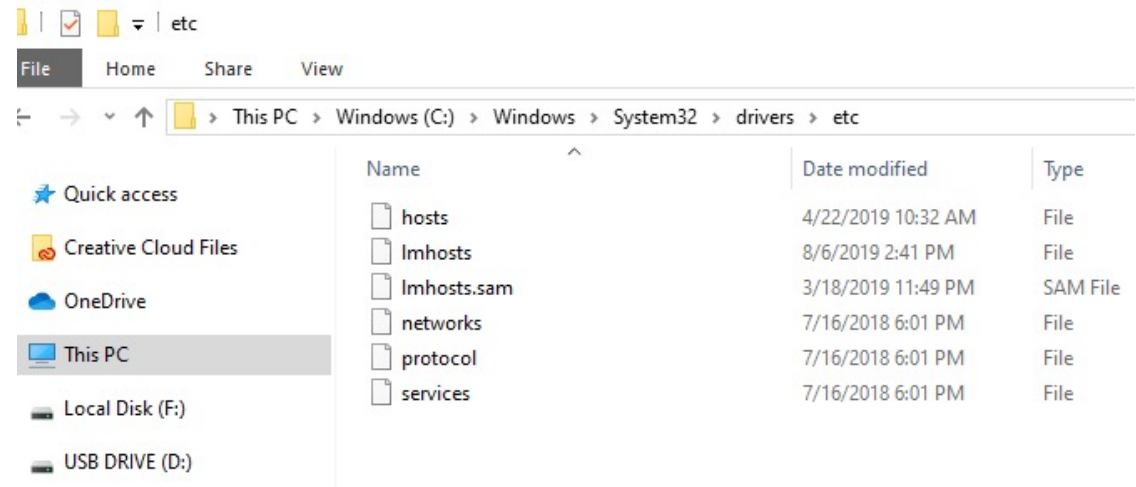 etc
File Home Share View
This PC > Windows (C:) > Windows > System32 > drivers > etc
Name Date modified Type
Quick access
Creative Cloud Files
OneDrive
This PC
Local Disk (F:)
USB DRIVE (D:)
hosts 4/22/2019 10:32 AM File
lmhosts 8/6/2019 2:41 PM File
lmhosts.sam 3/18/2019 11:49 PM SAM File
networks 7/16/2018 6:01 PM File
protocol 7/16/2018 6:01 PM File
services 7/16/2018 6:01 PM File